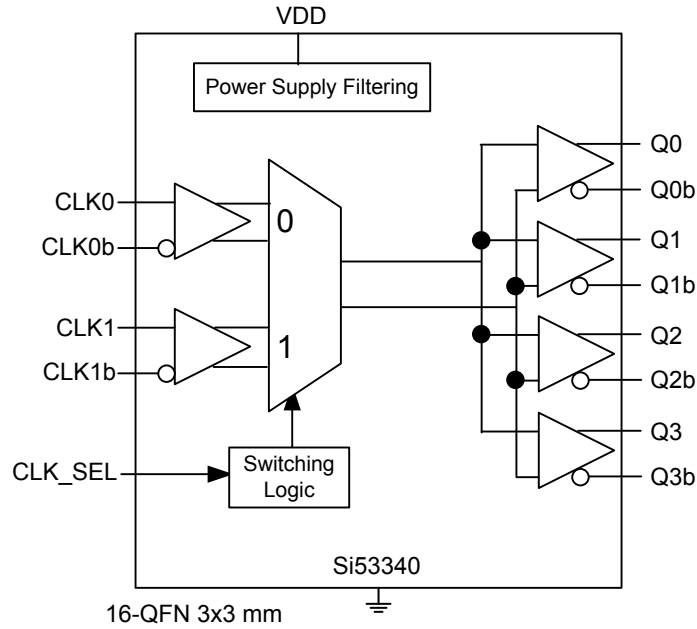 VDD
Power Supply Filtering
CLK0
CLK0b
CLK1
CLK1b
CLK_SEL
0
1
Switching
Logic
Q0
Q0b
Q1
Q1b
Q2
Q2b
Q3
Q3b
Si53340
16-QFN 3x3 mm